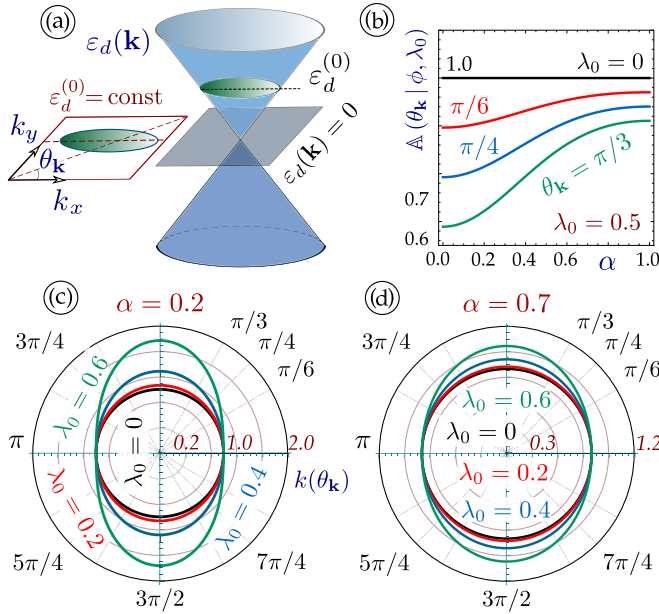 (a)
ε_d(k)
ε_d^(0)
ε_d^(0) = const
k_y
θ_k
k_x
ε_d(k) = 0
(b)
𝔸 (θ_k | ϕ, λ_0)
1.0
λ_0 = 0
π/6
π/4
θ_k = π/3
0.7
0.6
λ_0 = 0.5
0.0 0.2 0.4 0.6 0.8 1.0
α
(c)
α = 0.2
π/3
π/4
π/6
3π/4
π
5π/4
3π/2
7π/4
λ_0 = 0.6
λ_0 = 0
λ_0 = 0.2
λ_0 = 0.4
0.2 1.0 2.0
k(θ_k)
(d)
α = 0.7
π/3
π/4
π/6
3π/4
π
5π/4
3π/2
7π/4
λ_0 = 0.6
λ_0 = 0
λ_0 = 0.2
λ_0 = 0.4
0.3 1.2